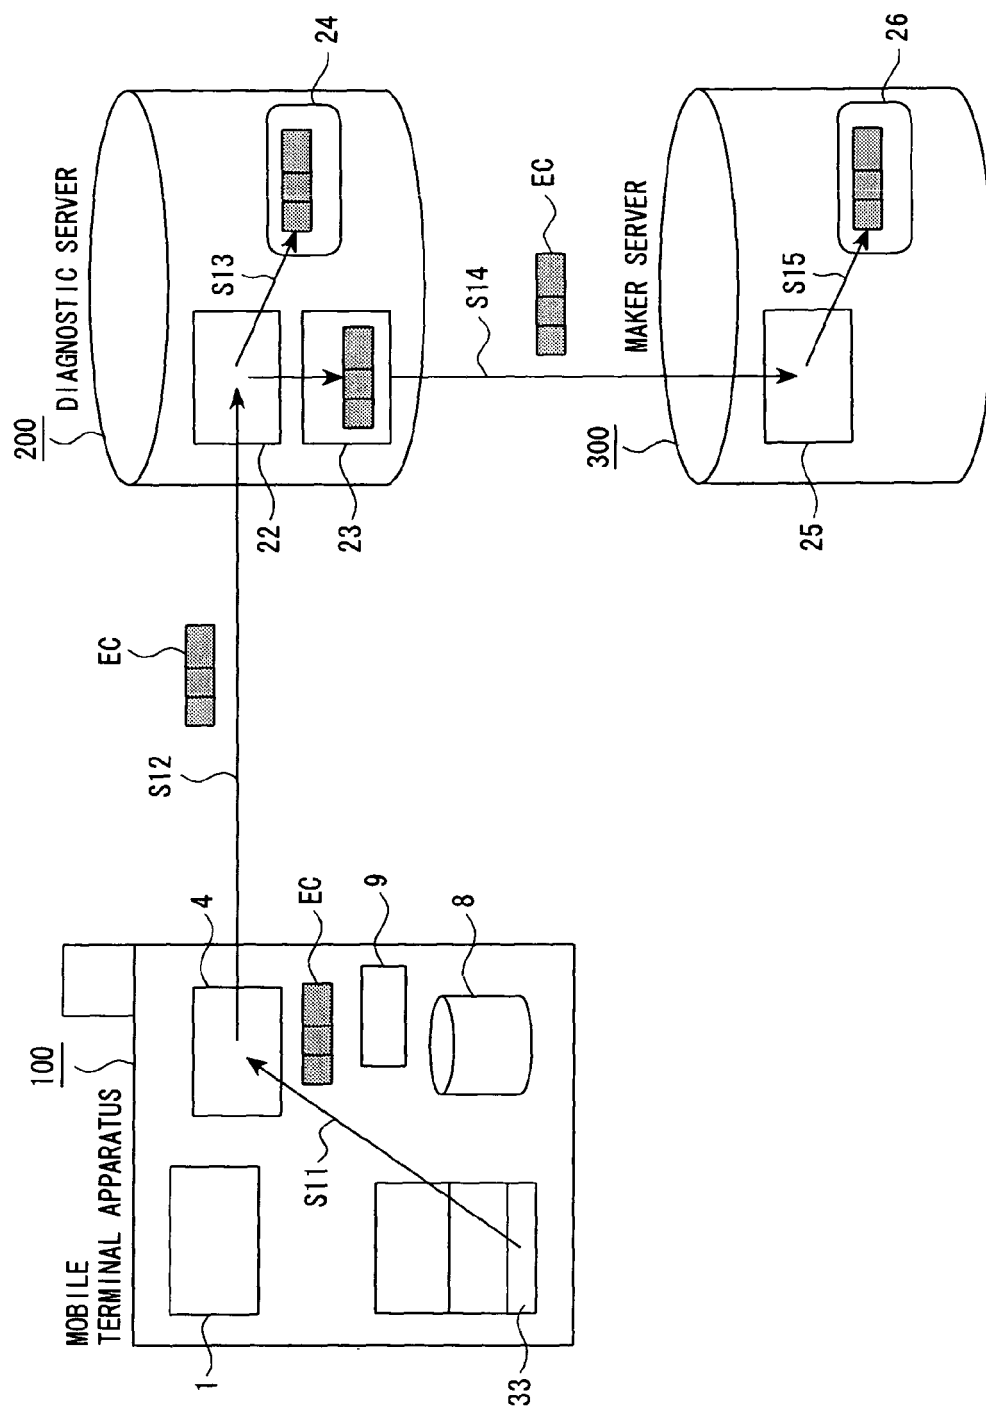 MOBILE
TERMINAL APPARATUS
100
1
4
EC
9
8
S11
33
S12
EC
DIAGNOSTIC SERVER
200
22
23
S13
24
S14
EC
MAKER SERVER
300
25
S15
26